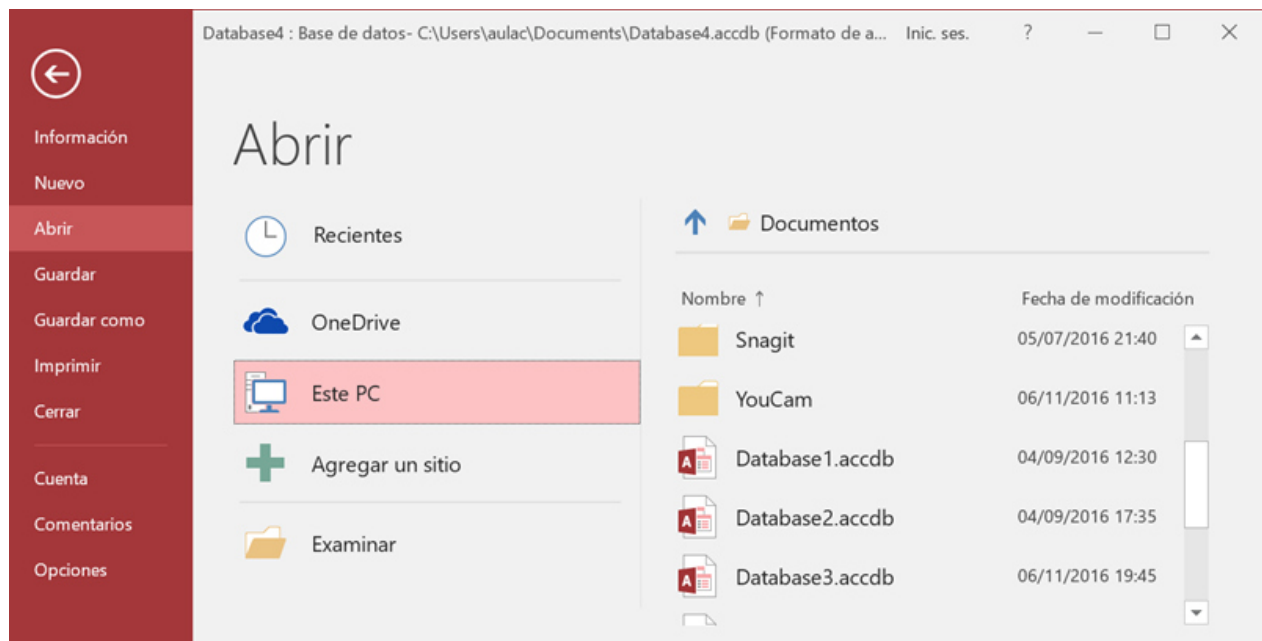 Database4 : Base de datos- C:\Users\aulac\Documents\Database4.accdb (Formato de a... Inic. ses. ?
Información
Nuevo
Abrir
Guardar
Guardar como
Imprimir
Cerrar
Cuenta
Comentarios
Opciones
Abrir
Recientes
OneDrive
Este PC
Agregar un sitio
Examinar
Documentos
Nombre ↑ Fecha de modificación
Snagit 05/07/2016 21:40
YouCam 06/11/2016 11:13
A Database1.accdb 04/09/2016 12:30
A Database2.accdb 04/09/2016 17:35
A Database3.accdb 06/11/2016 19:45